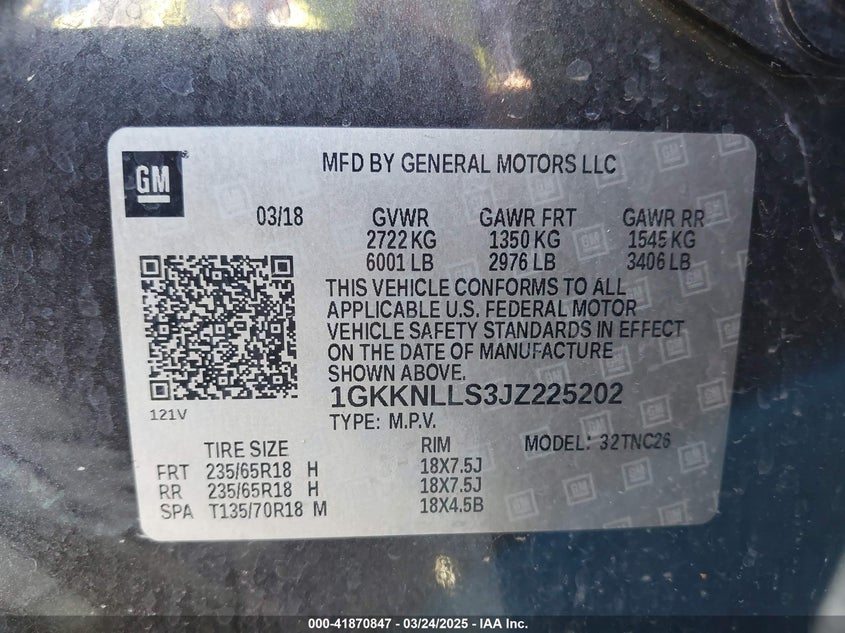 GM
MFD BY GENERAL MOTORS LLC
03/18 GVWR GAWR FRT GAWR RR
2722 KG 1350 KG 1545 KG
6001 LB 2976 LB 3406 LB
THIS VEHICLE CONFORMS TO ALL
APPLICABLE U.S. FEDERAL MOTOR
VEHICLE SAFETY STANDARDS IN EFFECT
ON THE DATE OF MANUFACTURE
SHOWN ABOVE.
1GKKNLLS3JZ225202
121V
TYPE: M.P.V. MODEL: 32TNC26
TIRE SIZE RIM
FRT 235/65R18 H 18X7.5J
RR 235/65R18 H 18X7.5J
SPA T135/70R18 M 18X4.5B
000-41870847 - 03/24/2025 - IAA Inc.